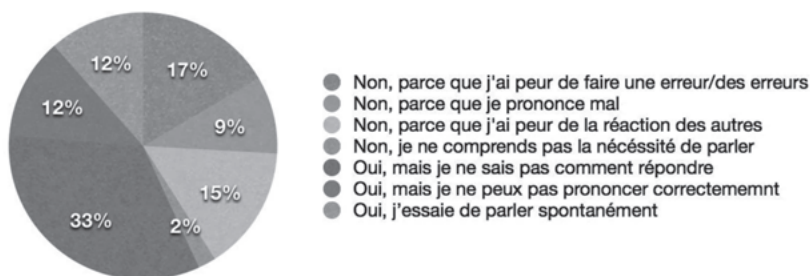 12%
17%
12%
9%
15%
33%
2%
Non, parce que j'ai peur de faire une erreur/des erreurs
Non, parce que je prononce mal
Non, parce que j'ai peur de la réaction des autres
Non, je ne comprends pas la nécéssité de parler
Oui, mais je ne sais pas comment répondre
Oui, mais je ne peux pas prononcer correctememnt
Oui, j'essaie de parler spontanément